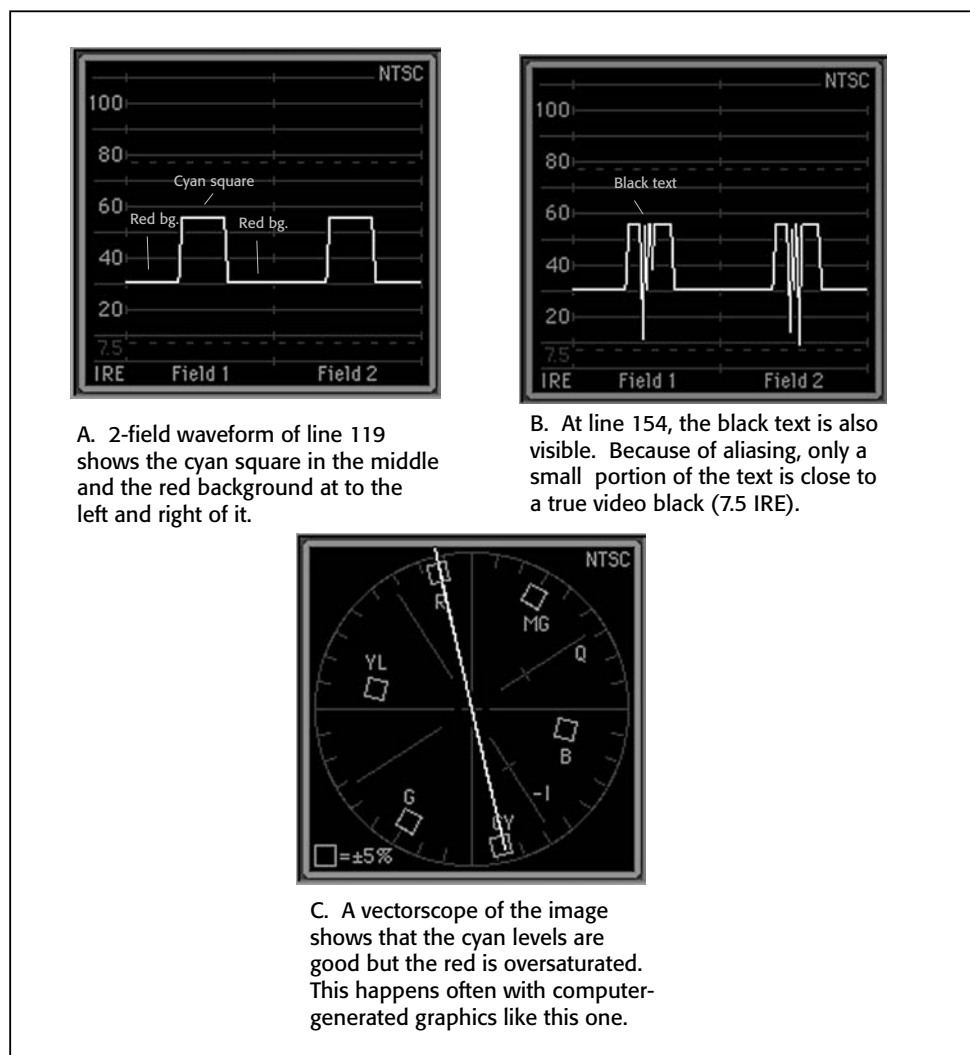 NTSC
100
80
Cyan square
60
Red bg.
Red bg.
40
20
7.5
IRE
Field 1
Field 2
A. 2-field waveform of line 119
shows the cyan square in the middle
and the red background at to the
left and right of it.
NTSC
100
80
Black text
60
40
20
7.5
IRE
Field 1
Field 2
B. At line 154, the black text is also
visible. Because of aliasing, only a
small portion of the text is close to
a true video black (7.5 IRE).
NTSC
R
MG
Q
YL
B
G
-I
CY
=±5%
C. A vectorscope of the image
shows that the cyan levels are
good but the red is oversaturated.
This happens often with computer-
generated graphics like this one.